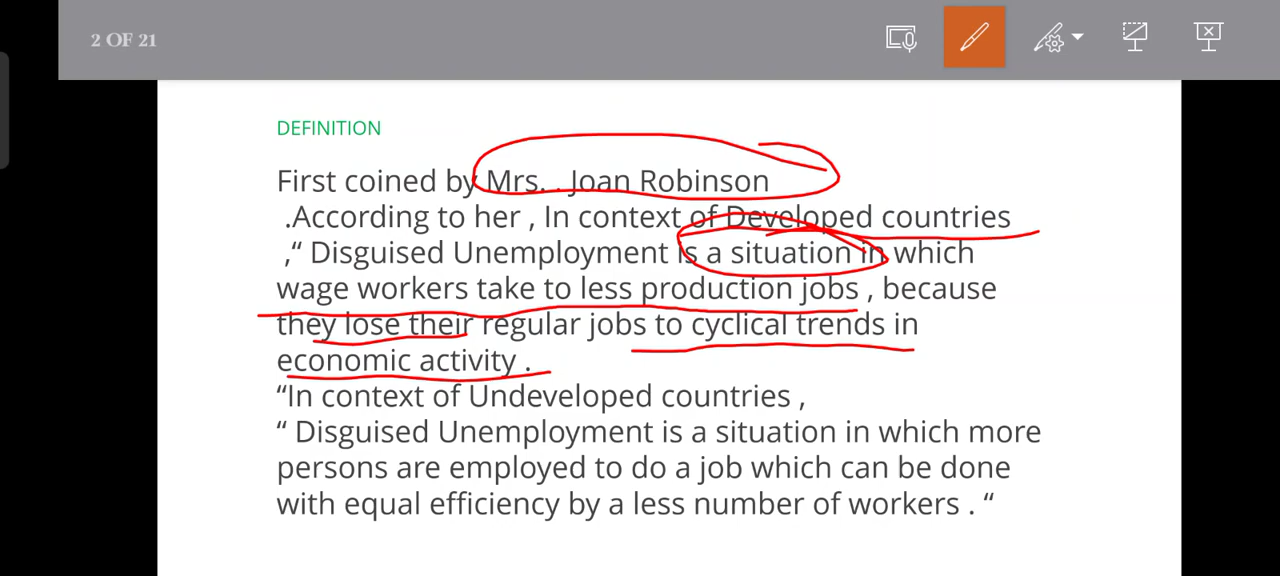 2 OF 21
DEFINITION
First coined by Mrs. . Joan Robinson
.According to her , In context of Developed countries
,“ Disguised Unemployment is a situation in which
wage workers take to less production jobs , because
they lose their regular jobs to cyclical trends in
economic activity .
“In context of Undeveloped countries ,
“ Disguised Unemployment is a situation in which more
persons are employed to do a job which can be done
with equal efficiency by a less number of workers . “